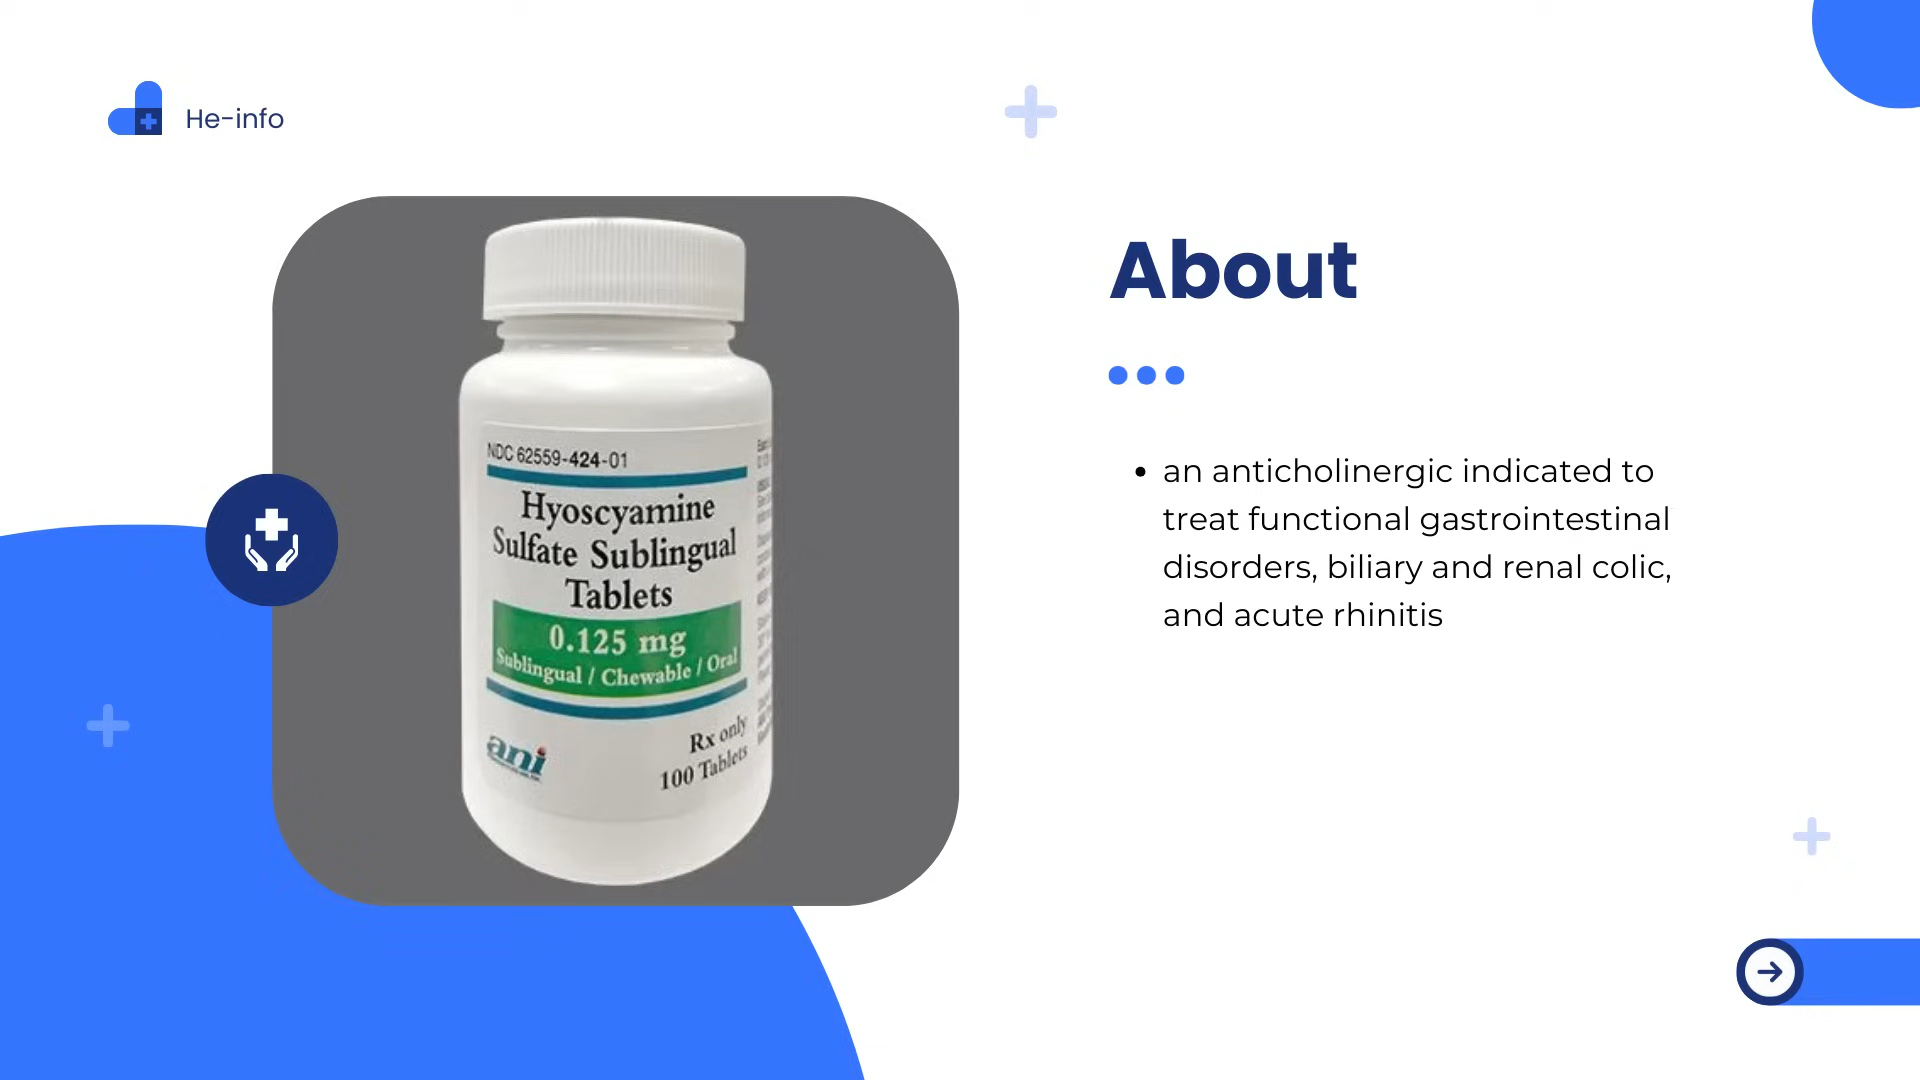 He-info
About
• an anticholinergic indicated to
treat functional gastrointestinal
disorders, biliary and renal colic,
and acute rhinitis
NDC 62559-424-01
Hyoscyamine
Sulfate Sublingual
Tablets
0.125 mg
Sublingual / Chewable / Oral
ani
Rx only
100 Tablets